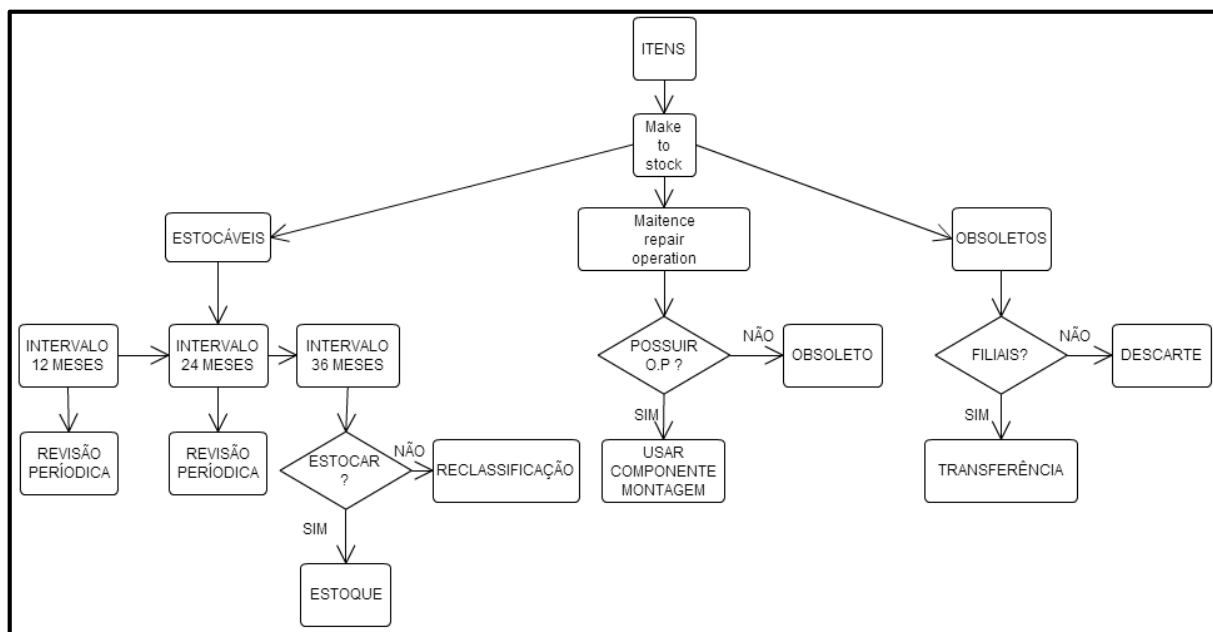 ITENS
Make
to
stock
ESTOCÁVEIS
Maitence
repair
operation
OBSOLETOS
INTERVALO
12 MESES
INTERVALO
24 MESES
INTERVALO
36 MESES
POSSUIR
O.P ?
NÃO
OBSOLETO
FILIAIS?
NÃO
DESCARTE
SIM
SIM
REVISÃO
PERÍODICA
REVISÃO
PERÍODICA
ESTOCAR
?
NÃO
RECLASSIFICAÇÃO
USAR
COMPONENTE
MONTAGEM
TRANSFERÊNCIA
SIM
ESTOQUE